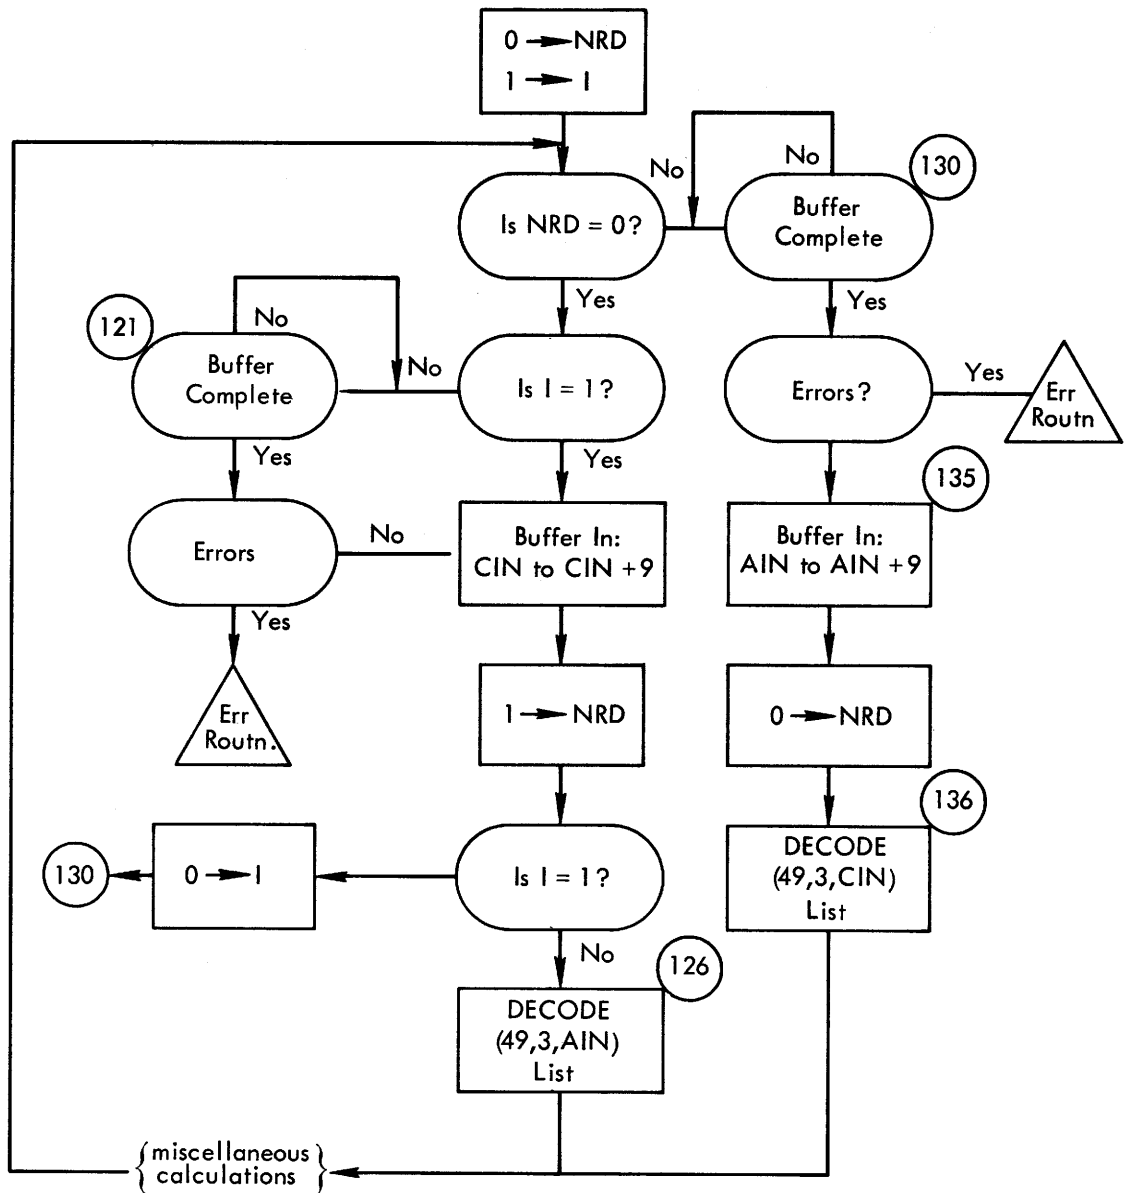 0 → NRD
1 → I
No
No
130
Is NRD = 0?
Buffer
Complete
Yes
Yes
121
No
Buffer
Complete
No
Is I = 1?
Errors?
Yes
Err
Routn
Yes
Yes
135
Errors
No
Buffer In:
CIN to CIN +9
Buffer In:
AIN to AIN +9
Yes
Err
Routn.
1 → NRD
0 → NRD
136
130
0 → I
Is I = 1?
DECODE
(49,3,CIN)
List
No
126
DECODE
(49,3,AIN)
List
{miscellaneous
calculations}